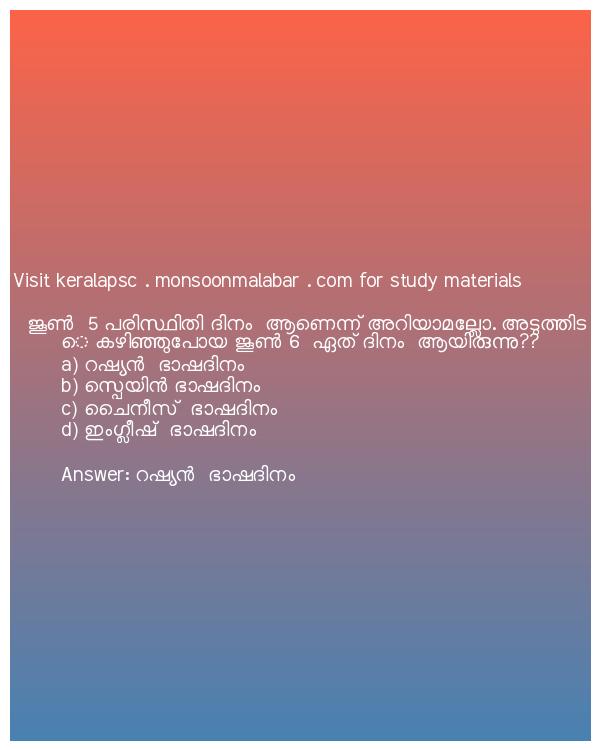 Visit keralapsc . monsoonmalabar . com for study materials
ജൂൺ 5 പരിസ്ഥിതി ദിനം ആണെന്ന് അറിയാമല്ലോ. അടുത്തിട
െ കഴിഞ്ഞുപോയ ജൂൺ 6 ഏത് ദിനം ആയിരുന്നു??
a) റഷ്യൻ ഭാഷദിനം
b) സ്പെയിൻ ഭാഷദിനം
c) ചൈനീസ് ഭാഷദിനം
d) ഇംഗ്ലീഷ് ഭാഷദിനം
Answer: റഷ്യൻ ഭാഷദിനം